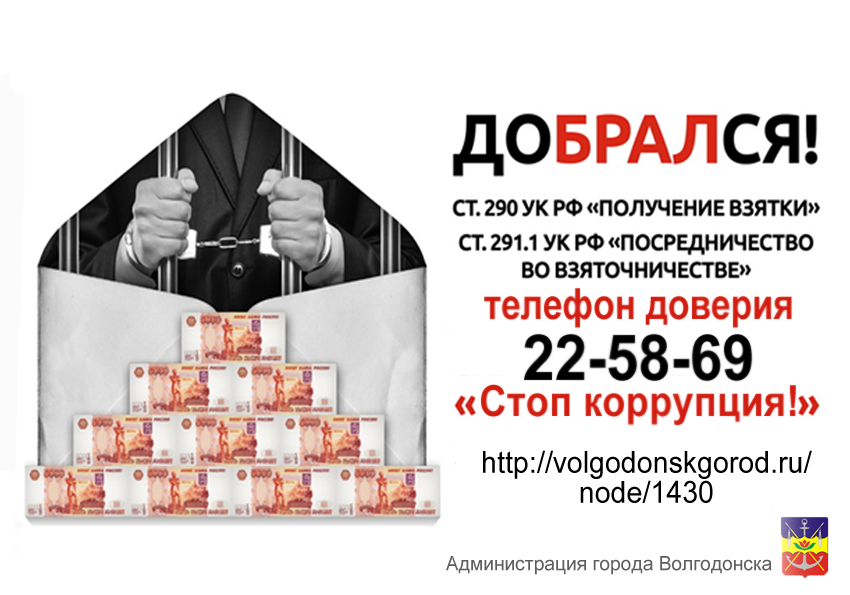 ДОБРАЛСЯ!
СТ. 290 УК РФ «ПОЛУЧЕНИЕ ВЗЯТКИ»
СТ. 291.1 УК РФ «ПОСРЕДНИЧЕСТВО
ВО ВЗЯТОЧНИЧЕСТВЕ»
телефон доверия
22-58-69
«Стоп коррупция!»
http://volgodonskgorod.ru/
node/1430
Администрация города Волгодонска